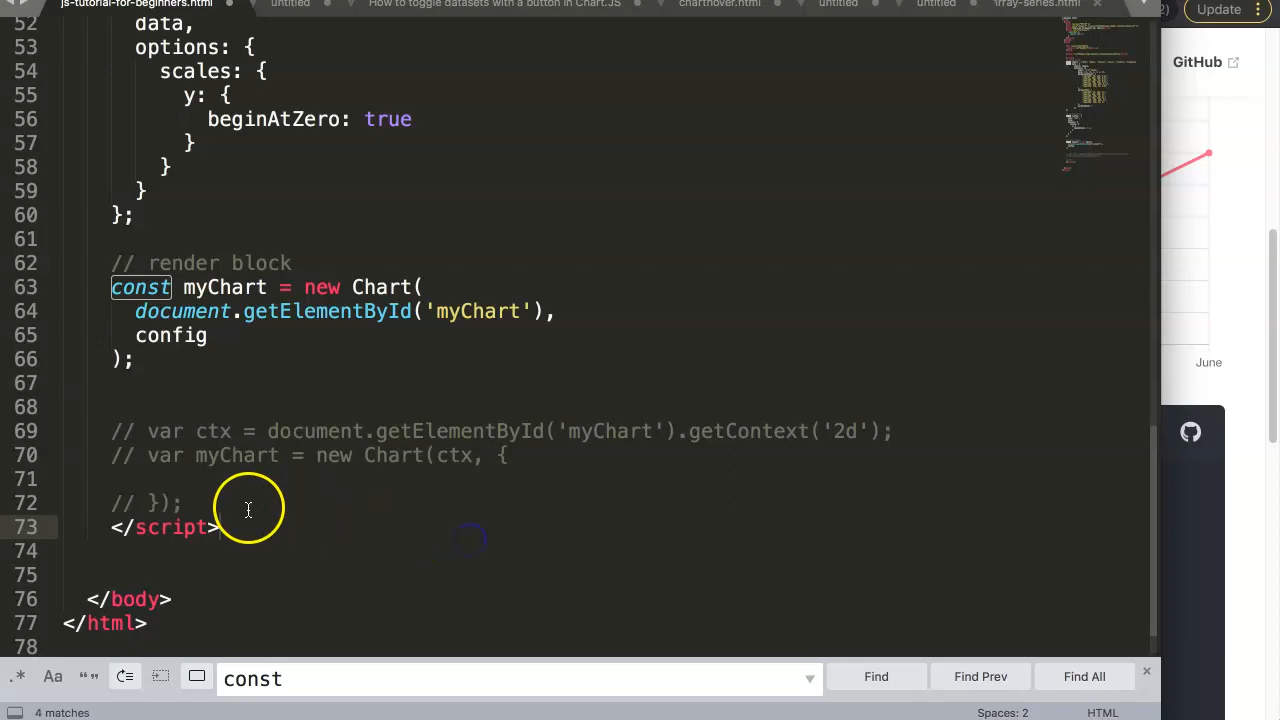 js-tutorial-for-beginners.html
untitled
How to toggle datasets with a button in Chart.JS
charthover.html
untitled
untitled
array-series.html
2)
Update
GitHub
52 data,
53 options: {
54 scales: {
55 y: {
56 beginAtZero: true
57 }
58 }
59 }
60 };
61
62 // render block
63 const myChart = new Chart(
64 document.getElementById('myChart'),
65 config
66 );
67
68
69 // var ctx = document.getElementById('myChart').getContext('2d');
70 // var myChart = new Chart(ctx, {
71
72 // });
73 </script>
74
75
76 </body>
77 </html>
78
June
.* Aa “”
const
Find
Find Prev
Find All
4 matches
Spaces: 2
HTML